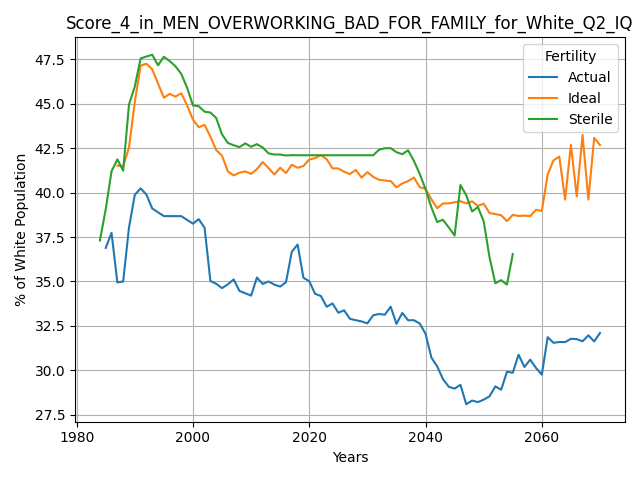 Score_4_in_MEN_OVERWORKING_BAD_FOR_FAMILY_for_White_Q2_IQ
% of White Population
47.5
45.0
42.5
40.0
37.5
35.0
32.5
30.0
27.5
Fertility
Actual
Ideal
Sterile
1980
2000
2020
2040
2060
Years